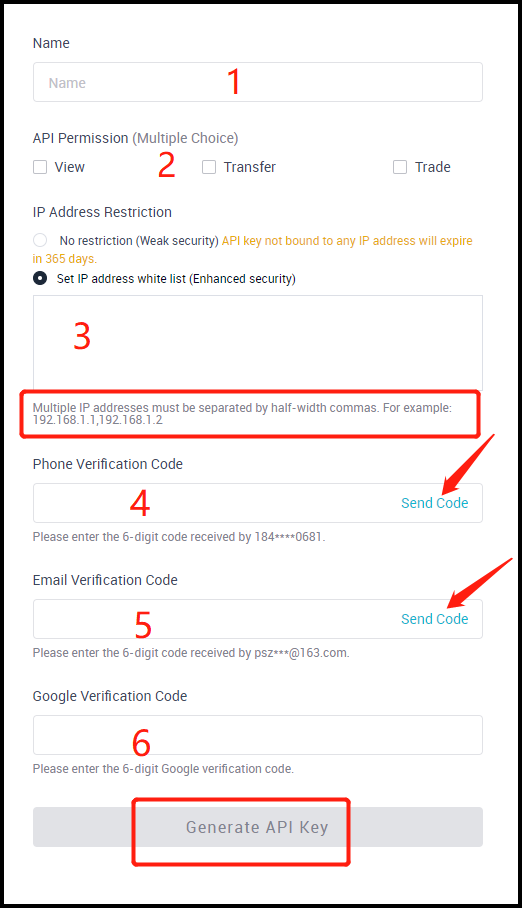 Name
Name
1
API Permission (Multiple Choice)
View
2
Transfer
Trade
IP Address Restriction
No restriction (Weak security) API key not bound to any IP address will expire
in 365 days.
Set IP address white list (Enhanced security)
3
Multiple IP addresses must be separated by half-width commas. For example:
192.168.1.1,192.168.1.2
Phone Verification Code
4
Send Code
Please enter the 6-digit code received by 184****0681.
Email Verification Code
5
Send Code
Please enter the 6-digit code received by psz***@163.com.
Google Verification Code
6
Please enter the 6-digit Google verification code.
Generate API Key